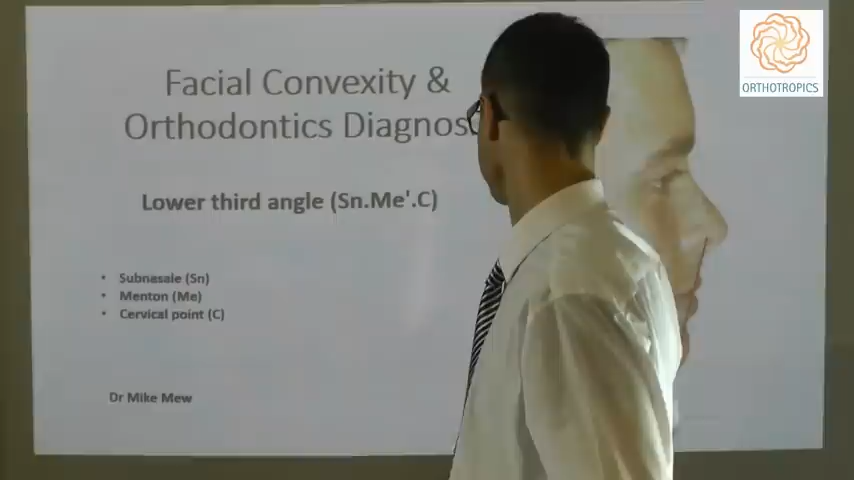 Facial Convexity &
Orthodontics Diagnos
Lower third angle (Sn.Me'.C)
• Subnasale (Sn)
• Menton (Me)
• Cervical point (C)
Dr Mike Mew
ORTHOTROPICS